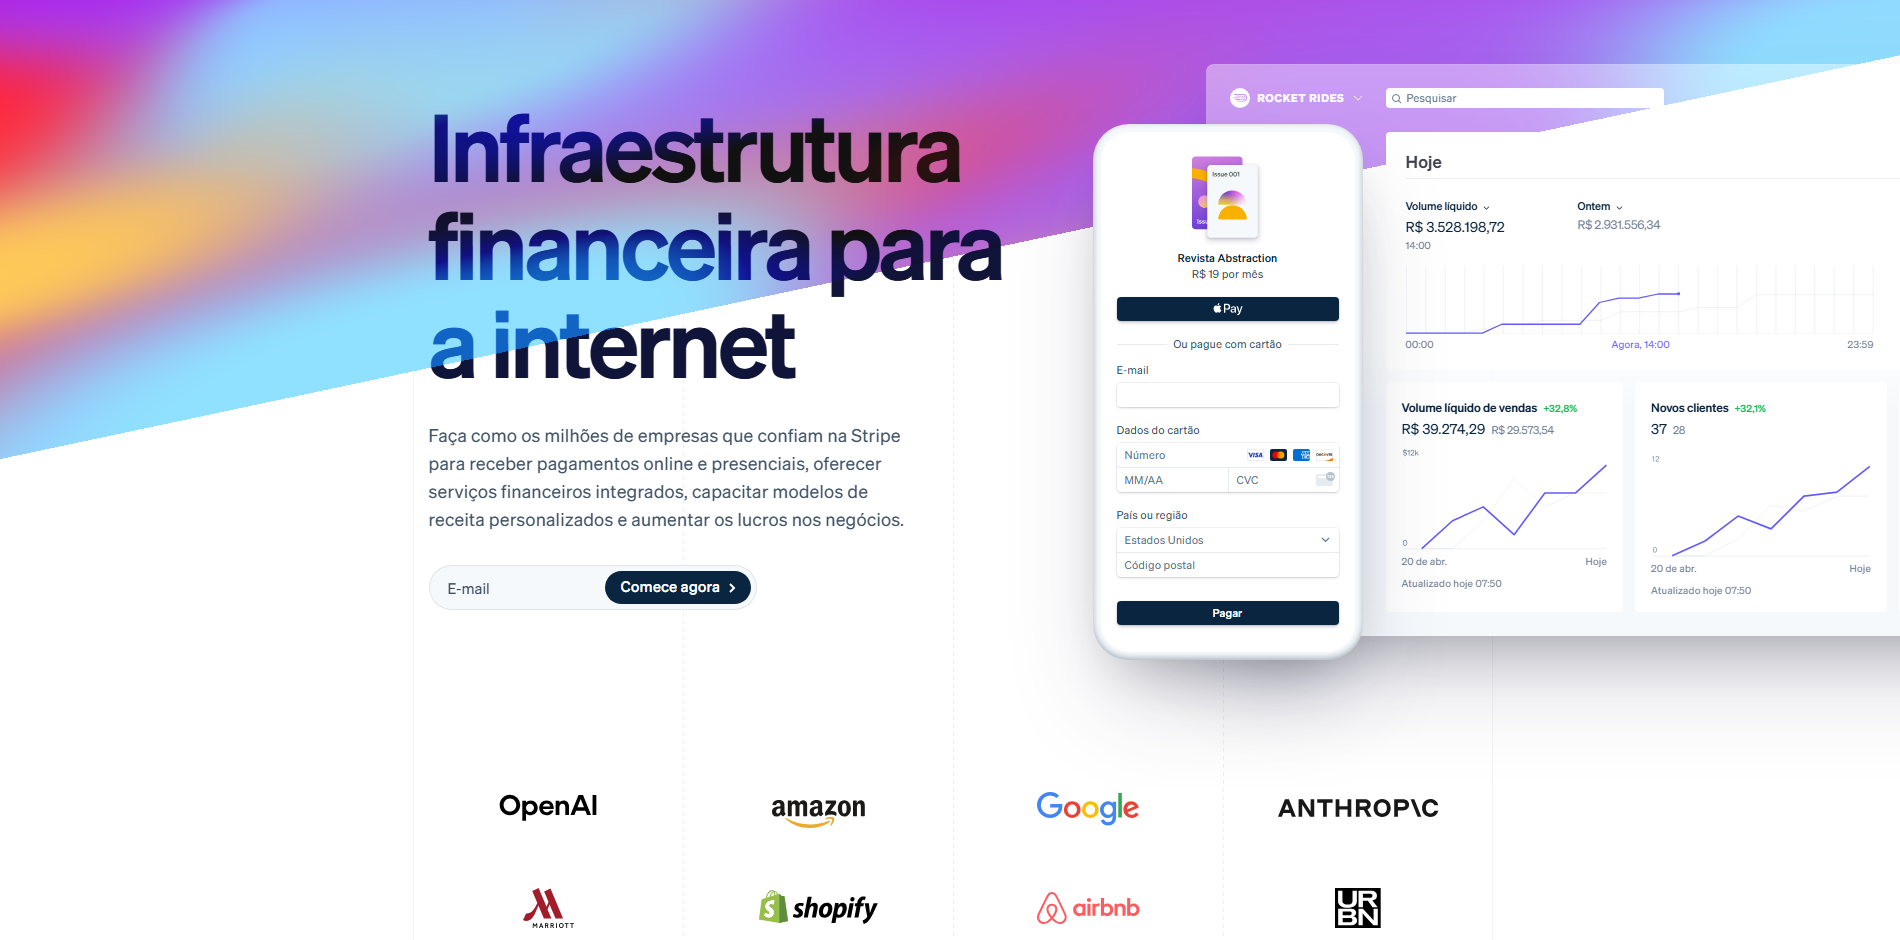 Infraestrutura
financeira para
a internet
Faça como os milhões de empresas que confiam na Stripe
para receber pagamentos online e presenciais, oferecer
serviços financeiros integrados, capacitar modelos de
receita personalizados e aumentar os lucros nos negócios.
E-mail
Comece agora
Issue 001
Revista Abstraction
R$ 19 por mês
Pay
Ou pague com cartão
E-mail
Dados do cartão
Número
VISA
MM/AA
CVC
País ou região
Estados Unidos
Código postal
Pagar
ROCKET RIDES
Pesquisar
Hoje
Volume líquido
Ontem
R$ 3.528.198,72
R$ 2.931.556,34
14:00
00:00
Agora, 14:00
23:59
Volume líquido de vendas +32,8%
R$ 39.274,29 R$ 29.573,54
$12k
0
20 de abr.
Hoje
Atualizado hoje 07:50
Novos clientes +32,1%
37 28
12
0
20 de abr.
Hoje
Atualizado hoje 07:50
OpenAI
amazon
Google
ANTHROP\C
MARRIOTT
shopify
airbnb
UR
BN